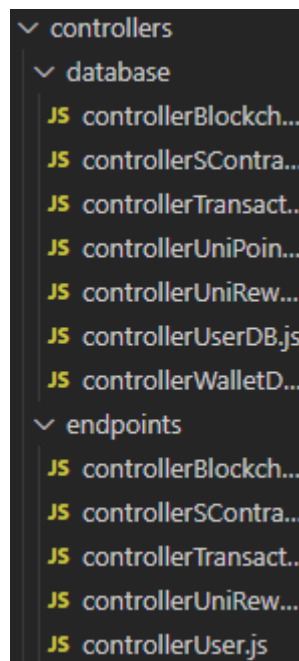 controllers
database
JS controllerBlockch...
JS controllerSContra...
JS controllerTransact...
JS controllerUniPoin...
JS controllerUniRew...
JS controllerUserDB.js
JS controllerWalletD...
endpoints
JS controllerBlockch...
JS controllerSContra...
JS controllerTransact...
JS controllerUniRew...
JS controllerUser.js